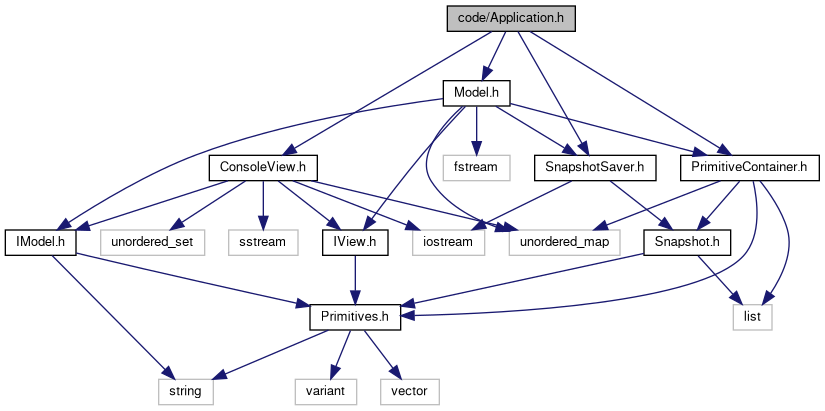 code/Application.h
Model.h
ConsoleView.h
fstream
SnapshotSaver.h
PrimitiveContainer.h
IModel.h
unordered_set
sstream
IView.h
iostream
unordered_map
Snapshot.h
Primitives.h
list
string
variant
vector